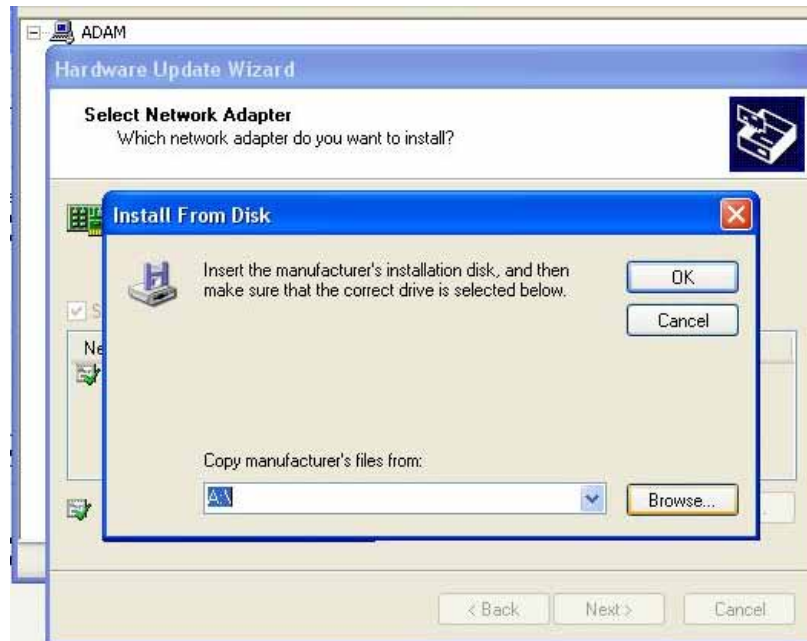 ADAM
Hardware Update Wizard
Select Network Adapter
Which network adapter do you want to install?
Install From Disk
Insert the manufacturer's installation disk, and then
make sure that the correct drive is selected below.
OK
Cancel
S
Ne
Copy manufacturer's files from:
A:\
Browse...
< Back
Next >
Cancel